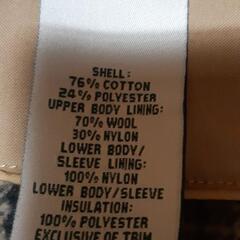 SHELL:
76% COTTON
24% POLYESTER
UPPER BODY LINING:
70% WOOL
30% NYLON
LOWER BODY/
SLEEVE LINING:
100% NYLON
LOWER BODY/SLEEVE
INSULATION:
100% POLYESTER
EXCLUSIVE OF TRIM